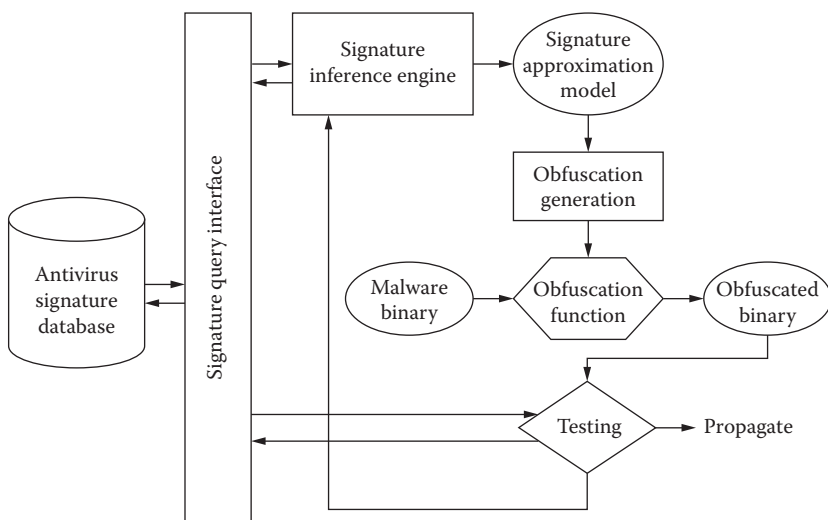 Signature
inference engine
Signature
approximation
model
Signature query interface
Obfuscation
generation
Antivirus
signature
database
Malware
binary
Obfuscation
function
Obfuscated
binary
Testing
Propagate